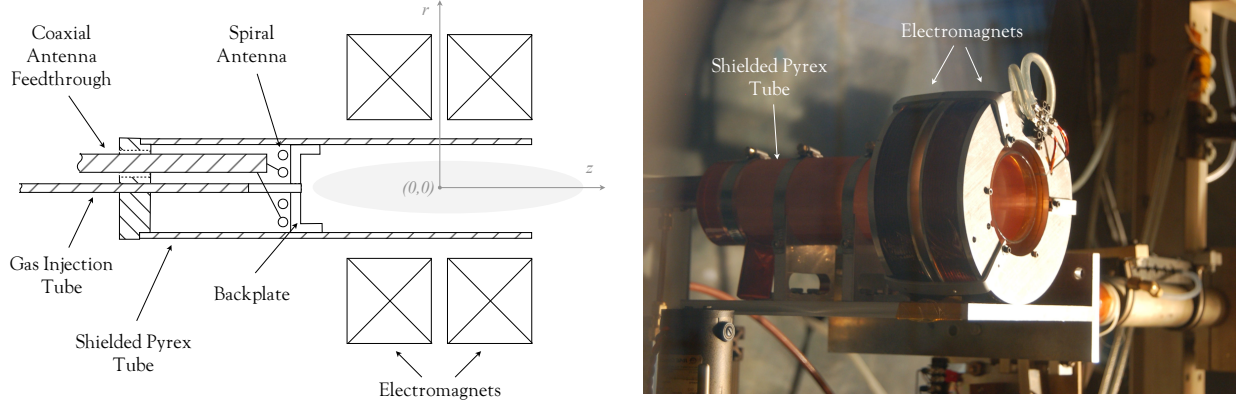 Coaxial
Antenna
Feedthrough
Spiral
Antenna
r
z
(0,0)
Gas Injection
Tube
Backplate
Shielded Pyrex
Tube
Electromagnets
Electromagnets
Shielded Pyrex
Tube